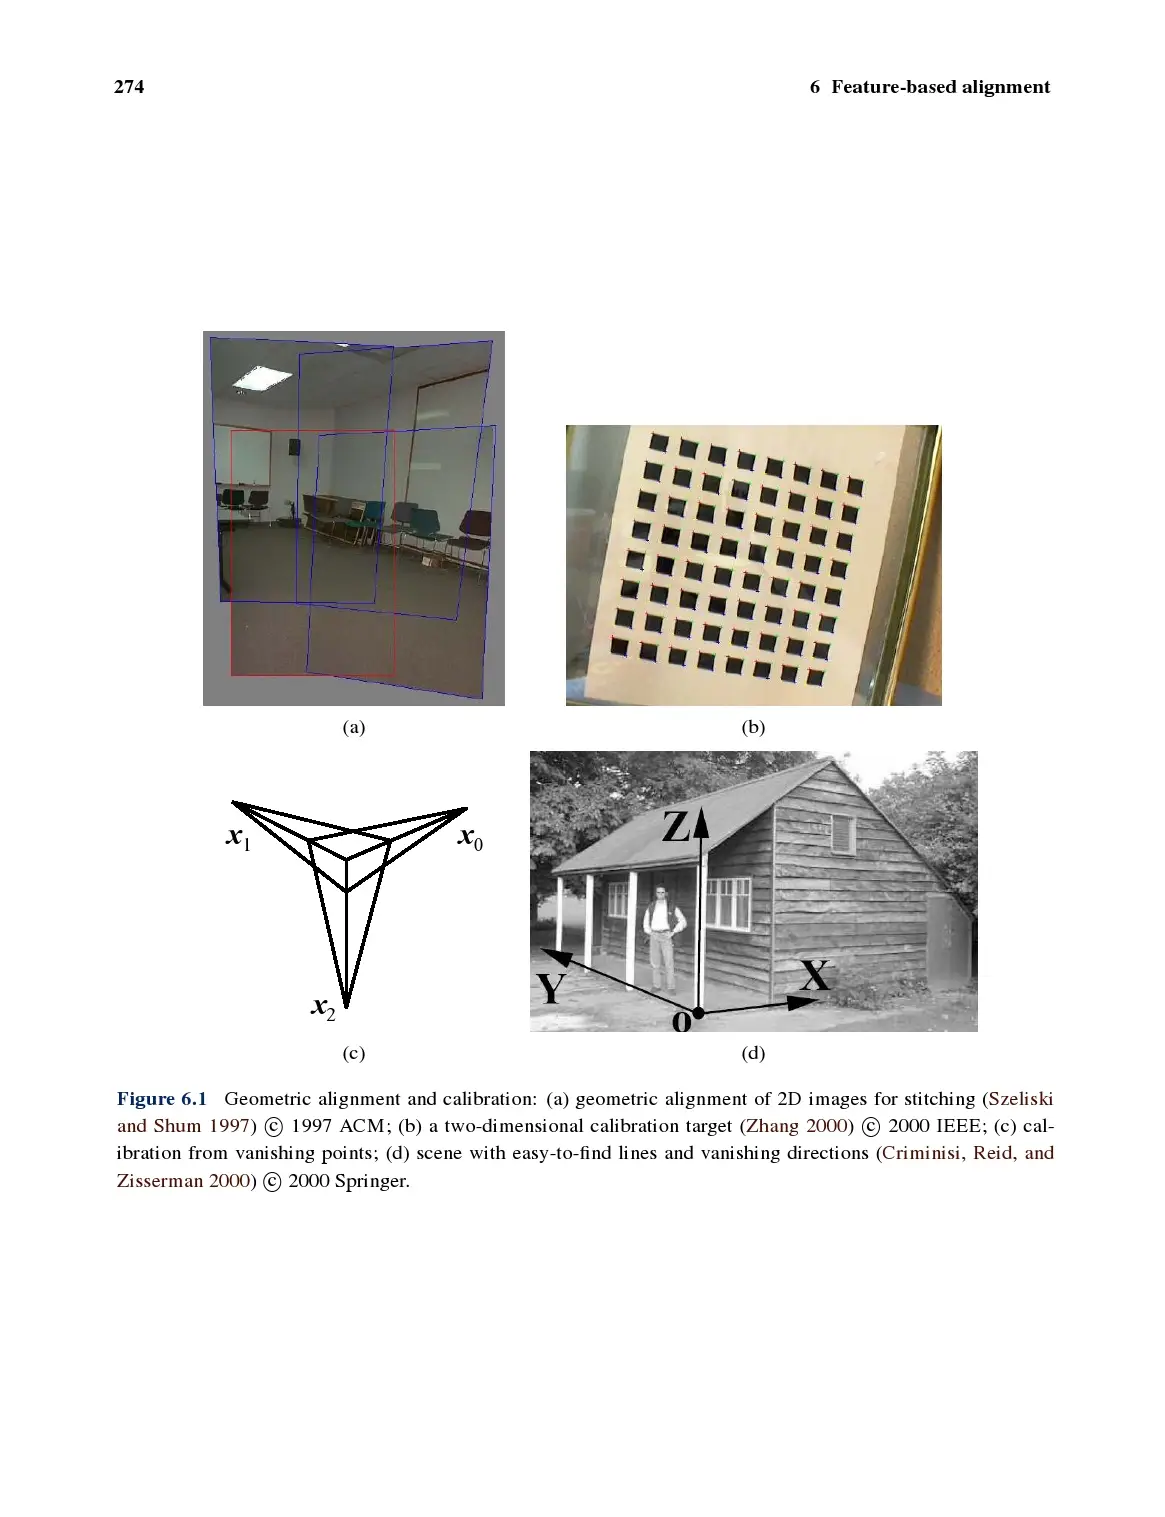 274
6 Feature-based alignment
(a)
(b)
x1
x0
x2
Z
Y
X
o
(c)
(d)
Figure 6.1 Geometric alignment and calibration: (a) geometric alignment of 2D images for stitching (Szeliski
and Shum 1997) © 1997 ACM; (b) a two-dimensional calibration target (Zhang 2000) © 2000 IEEE; (c) cal-
ibration from vanishing points; (d) scene with easy-to-find lines and vanishing directions (Criminisi, Reid, and
Zisserman 2000) © 2000 Springer.